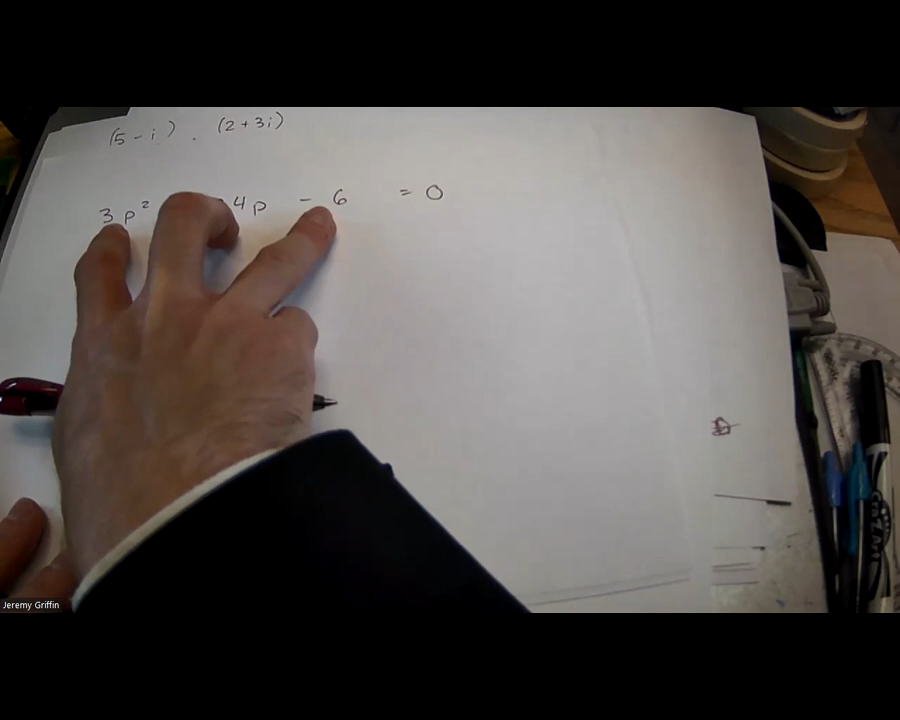 (5 - i) . (2 + 3i)
3p² 4p - 6 = 0
Jeremy Griffin